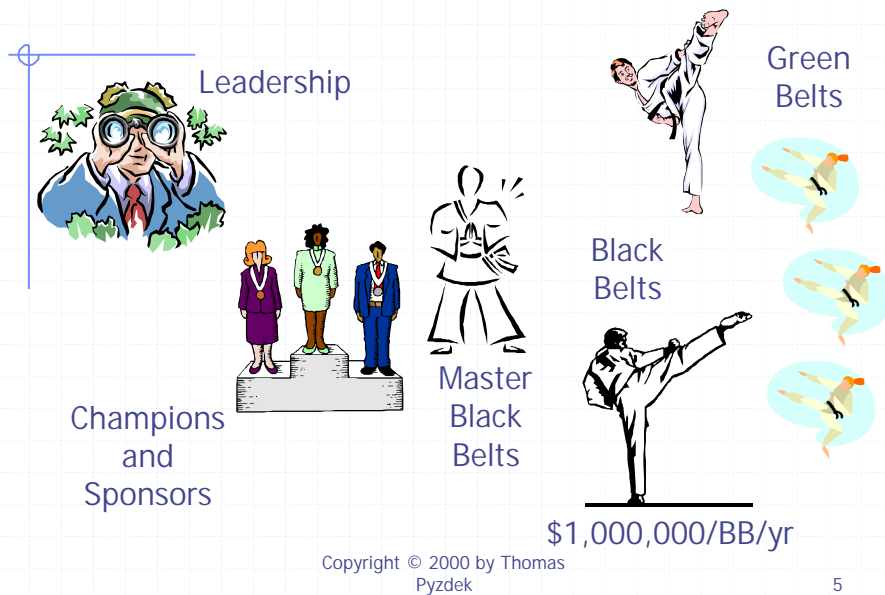 Leadership
Green
Belts
Black
Belts
Master
Black
Belts
Champions
and
Sponsors
$1,000,000/BB/yr
Copyright © 2000 by Thomas
Pyzdek
5